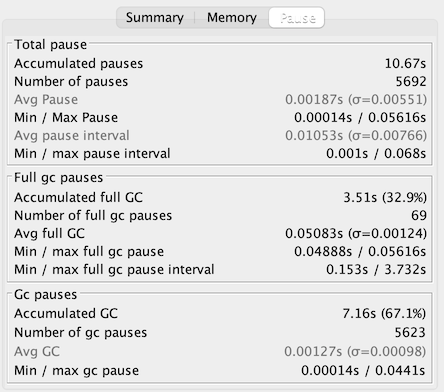 Summary Memory Pause
Total pause
Accumulated pauses 10.67s
Number of pauses 5692
Avg Pause 0.00187s (σ=0.00551)
Min / Max Pause 0.00014s / 0.05616s
Avg pause interval 0.01053s (σ=0.00766)
Min / max pause interval 0.001s / 0.068s
Full gc pauses
Accumulated full GC 3.51s (32.9%)
Number of full gc pauses 69
Avg full GC 0.05083s (σ=0.00124)
Min / max full gc pause 0.04888s / 0.05616s
Min / max full gc pause interval 0.153s / 3.732s
Gc pauses
Accumulated GC 7.16s (67.1%)
Number of gc pauses 5623
Avg GC 0.00127s (σ=0.00098)
Min / max gc pause 0.00014s / 0.0441s